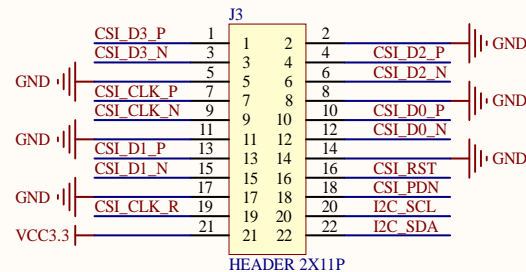 J3
CSI_D3_P 1 1 2 2 GND
CSI_D3_N 3 3 4 4 CSI_D2_P
GND 5 5 6 6 CSI_D2_N
CSI_CLK_P 7 7 8 8 GND
CSI_CLK_N 9 9 10 10 CSI_D0_P
GND 11 11 12 12 CSI_D0_N
CSI_D1_P 13 13 14 14 GND
CSI_D1_N 15 15 16 16 CSI_RST
GND 17 17 18 18 CSI_PDN
CSI_CLK_R 19 19 20 20 I2C_SCL
VCC3.3 21 21 22 22 I2C_SDA
HEADER 2X11P